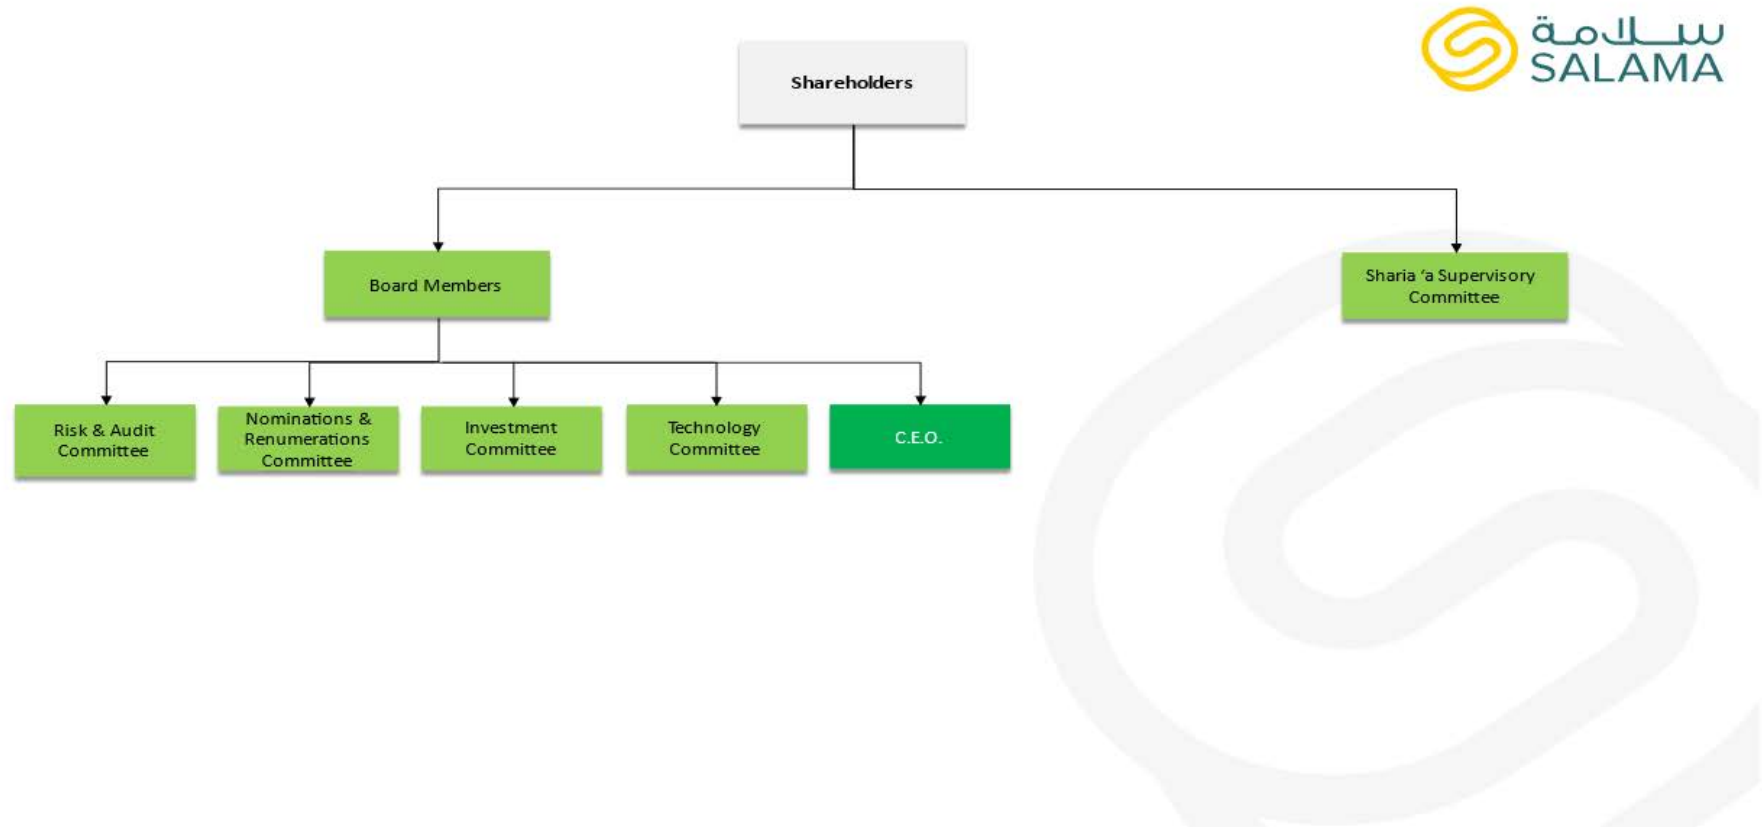 سلامة
SALAMA
Shareholders
Board Members
Sharia ‘a Supervisory
Committee
Risk & Audit
Committee
Nominations &
Renumerations
Committee
Investment
Committee
Technology
Committee
C.E.O.